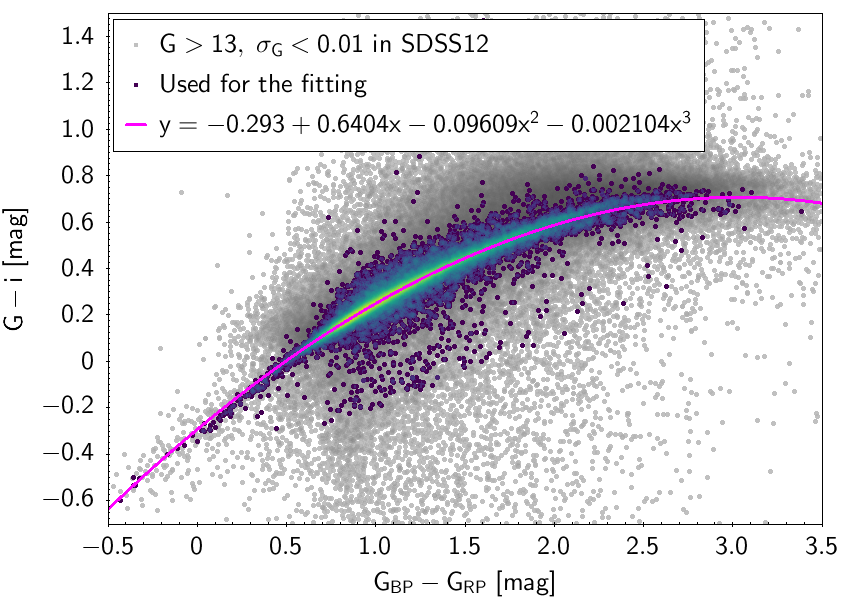 G > 13, σ_G < 0.01 in SDSS12
Used for the fitting
y = −0.293 + 0.6404x − 0.09609x² − 0.002104x³
1.4
1.2
1.0
0.8
0.6
0.4
0.2
0
−0.2
−0.4
−0.6
G − i [mag]
−0.5 0 0.5 1.0 1.5 2.0 2.5 3.0 3.5
G_BP − G_RP [mag]